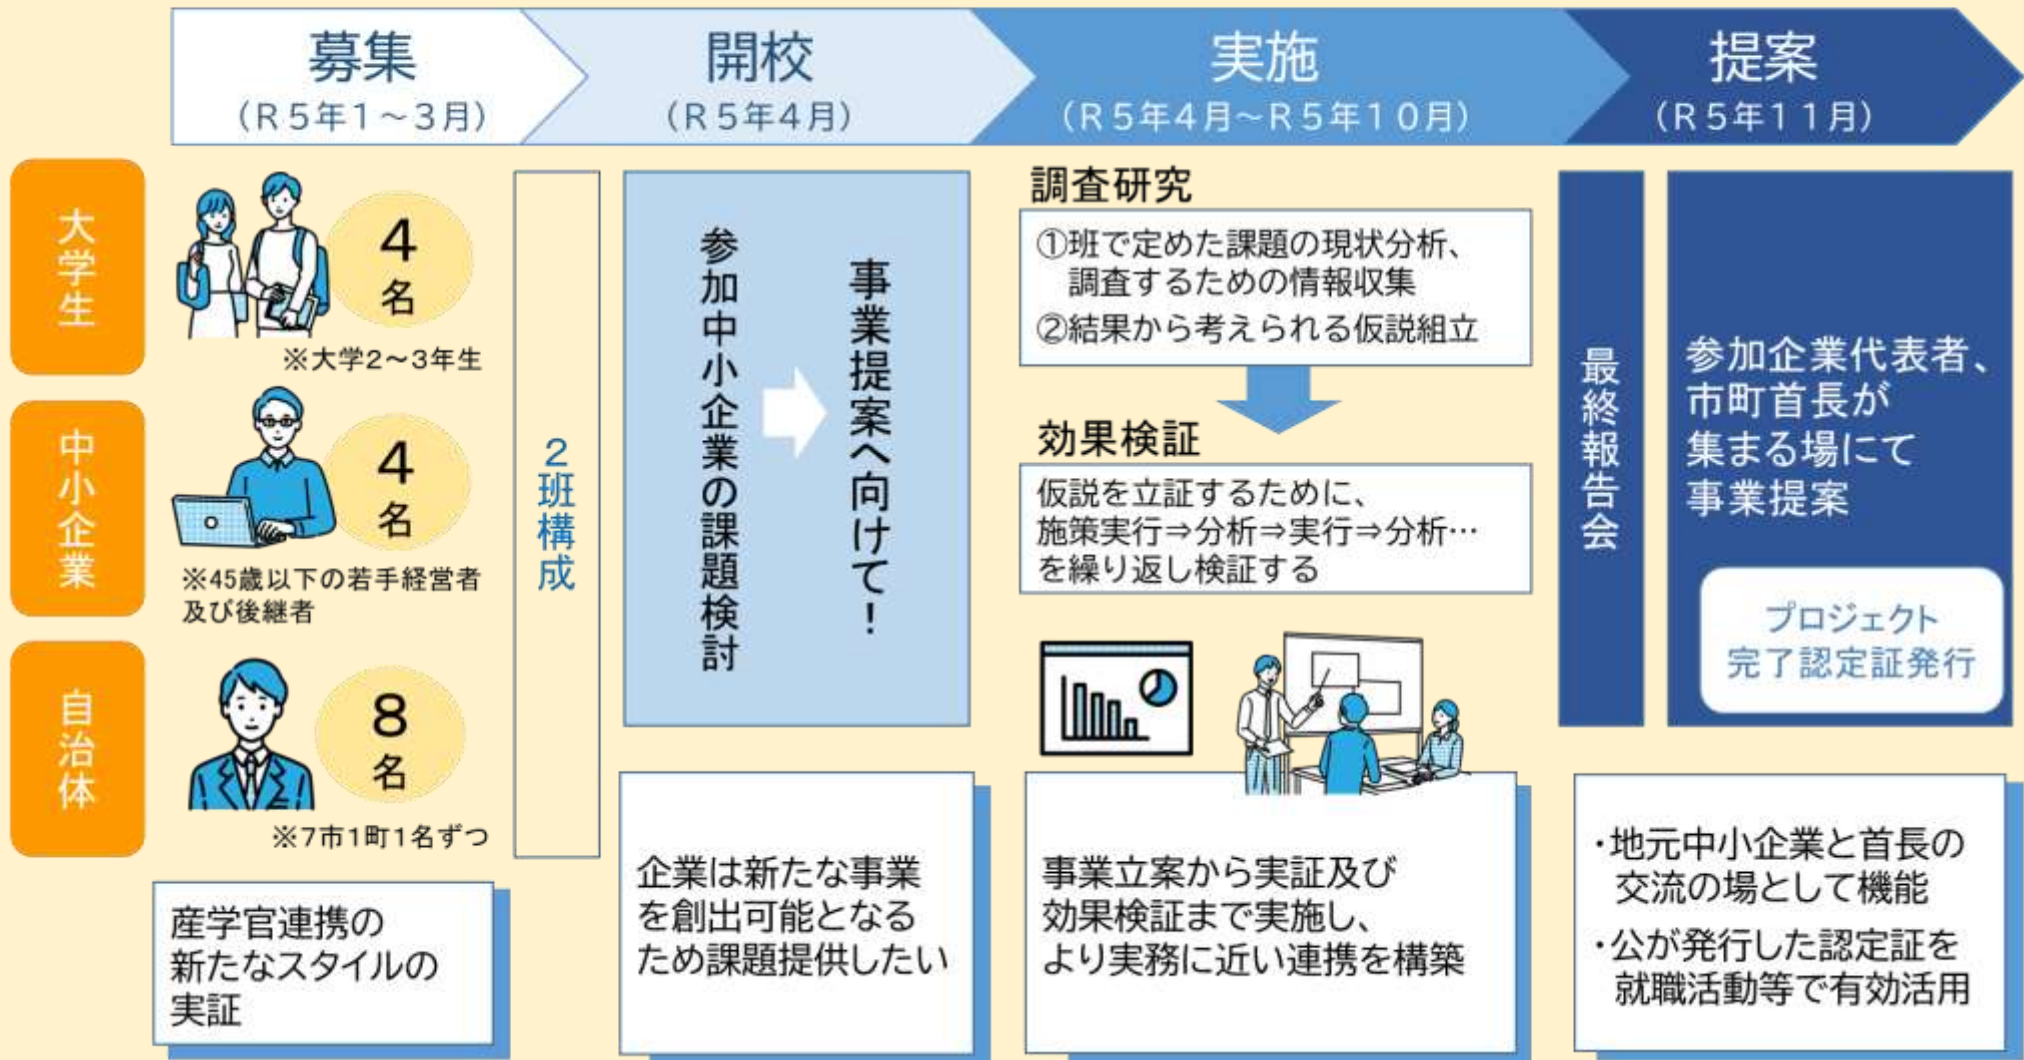 募集
（R５年１～３月）
開校
（R５年４月）
実施
（R５年４月～R５年１０月）
提案
（R５年１１月）
大学生
4
名
※大学2～3年生
中小企業
4
名
※45歳以下の若手経営者
及び後継者
自治体
8
名
※7市1町1名ずつ
2班構成
産学官連携の
新たなスタイルの
実証
参加中小企業の課題検討
事業提案へ向けて！
企業は新たな事業
を創出可能となる
ため課題提供したい
調査研究
①班で定めた課題の現状分析、
調査するための情報収集
②結果から考えられる仮説組立
効果検証
仮説を立証するために、
施策実行⇒分析⇒実行⇒分析…
を繰り返し検証する
事業立案から実証及び
効果検証まで実施し、
より実務に近い連携を構築
最終報告会
参加企業代表者、
市町首長が
集まる場にて
事業提案
プロジェクト
完了認定証発行
・地元中小企業と首長の
交流の場として機能
・公が発行した認定証を
就職活動等で有効活用